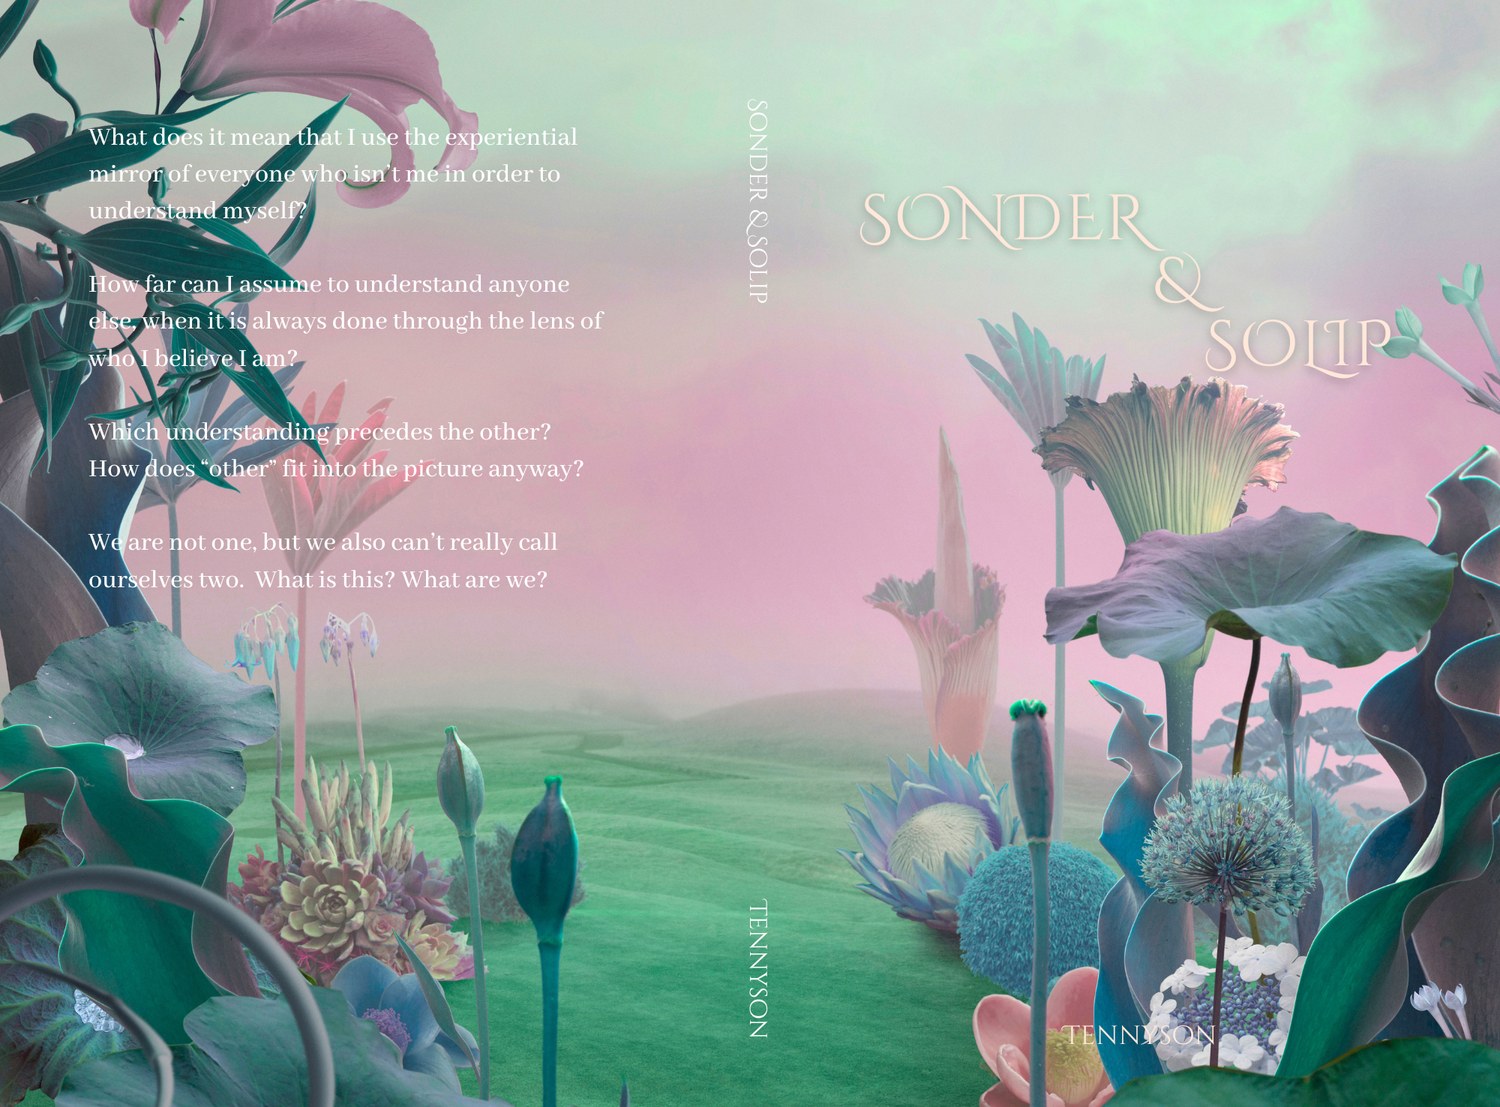 What does it mean that I use the experiential
mirror of everyone who isn’t me in order to
understand myself?
How far can I assume to understand anyone
else, when it is always done through the lens of
who I believe I am?
Which understanding precedes the other?
How does “other” fit into the picture anyway?
We are not one, but we also can’t really call
ourselves two.  What is this? What are we?
SONDER & SOLIP
TENNYSON
SONDER
&
SOLIP
TENNYSON